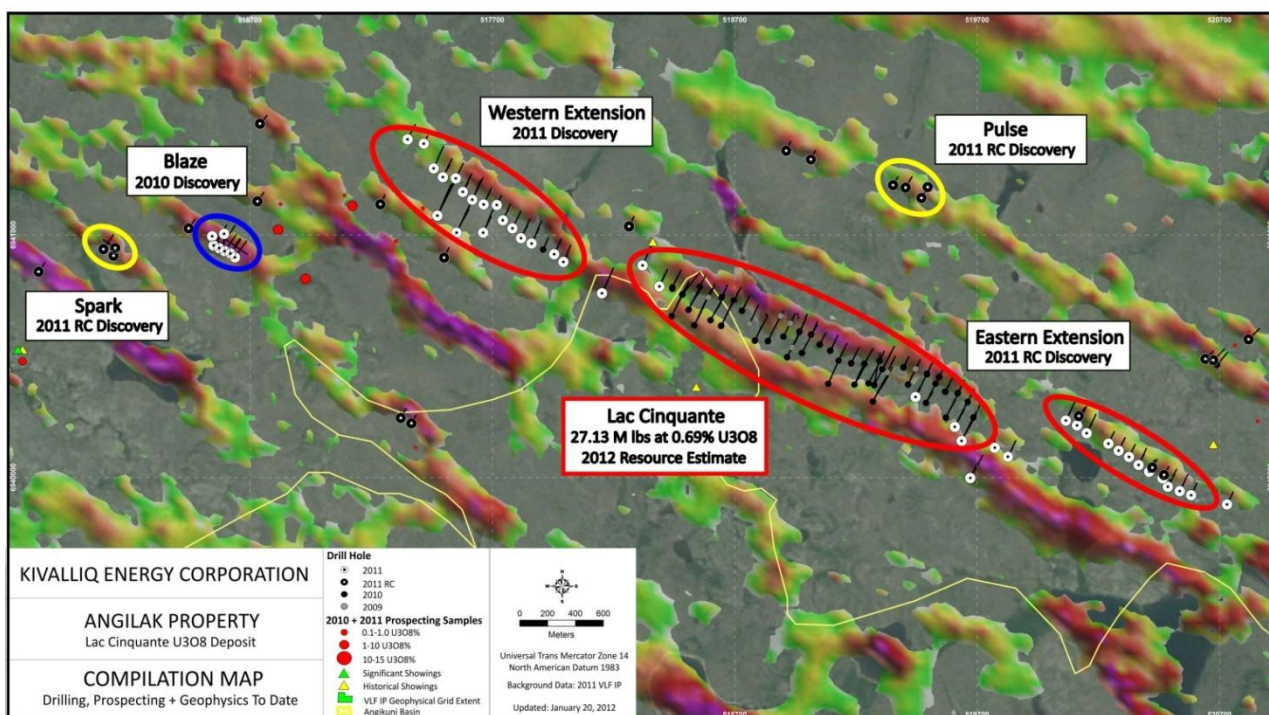 516700
517700
518700
519700
520700
Western Extension
2011 Discovery
Pulse
2011 RC Discovery
Blaze
2010 Discovery
6941000
Spark
2011 RC Discovery
Eastern Extension
2011 RC Discovery
Lac Cinquante
27.13 M lbs at 0.69% U3O8
2012 Resource Estimate
6940000
KIVALLIQ ENERGY CORPORATION
ANGILAK PROPERTY
Lac Cinquante U3O8 Deposit
COMPILATION MAP
Drilling, Prospecting + Geophysics To Date
Drill Hole
2011
2011 RC
2010
2009
2010 + 2011 Prospecting Samples
0.1-1.0 U3O8%
1-10 U3O8%
10-15 U3O8%
Significant Showings
Historical Showings
VLF IP Geophysical Grid Extent
Angikuni Basin
N
W E
S
0 200 400 600
Meters
Universal Trans Mercator Zone 14
North American Datum 1983
Background Data: 2011 VLF IP
Updated: January 20, 2012
518700
519700
520700